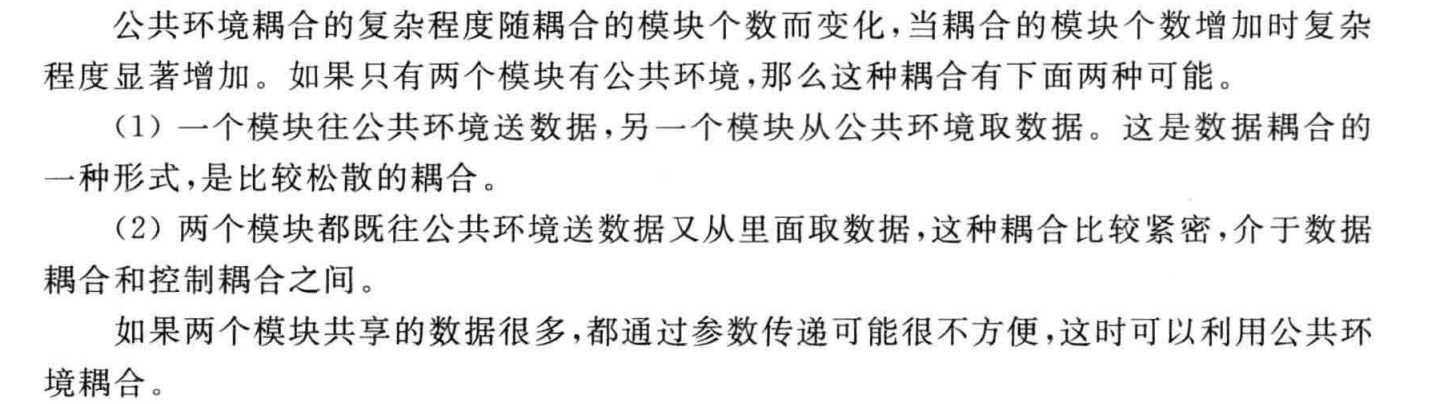 公共环境耦合的复杂程度随耦合的模块个数而变化,当耦合的模块个数增加时复杂
程度显著增加。如果只有两个模块有公共环境,那么这种耦合有下面两种可能。
(1) 一个模块往公共环境送数据,另一个模块从公共环境取数据。这是数据耦合的
一种形式,是比较松散的耦合。
(2) 两个模块都既往公共环境送数据又从里面取数据,这种耦合比较紧密,介于数据
耦合和控制耦合之间。
如果两个模块共享的数据很多,都通过参数传递可能很不方便,这时可以利用公共环
境耦合。